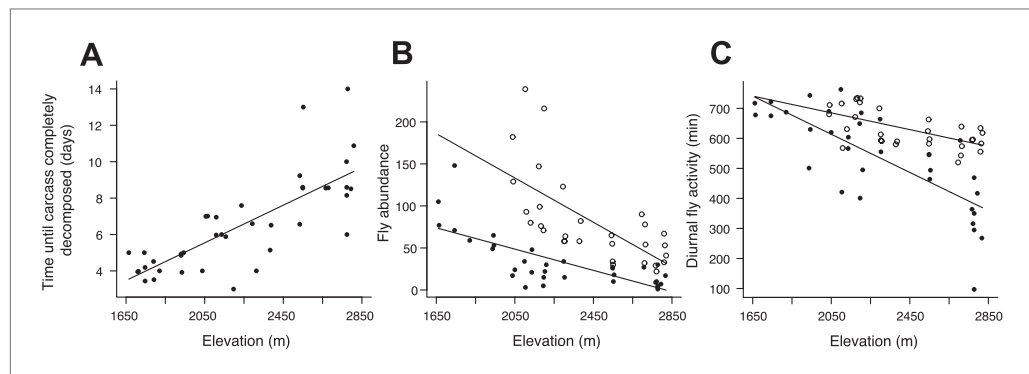 A
Time until carcass completely
decomposed (days)
14
12
10
8
6
4
1650 2050 2450 2850
Elevation (m)
B
Fly abundance
200
150
100
50
0
1650 2050 2450 2850
Elevation (m)
C
Diurnal fly activity (min)
700
600
500
400
300
200
100
1650 2050 2450 2850
Elevation (m)